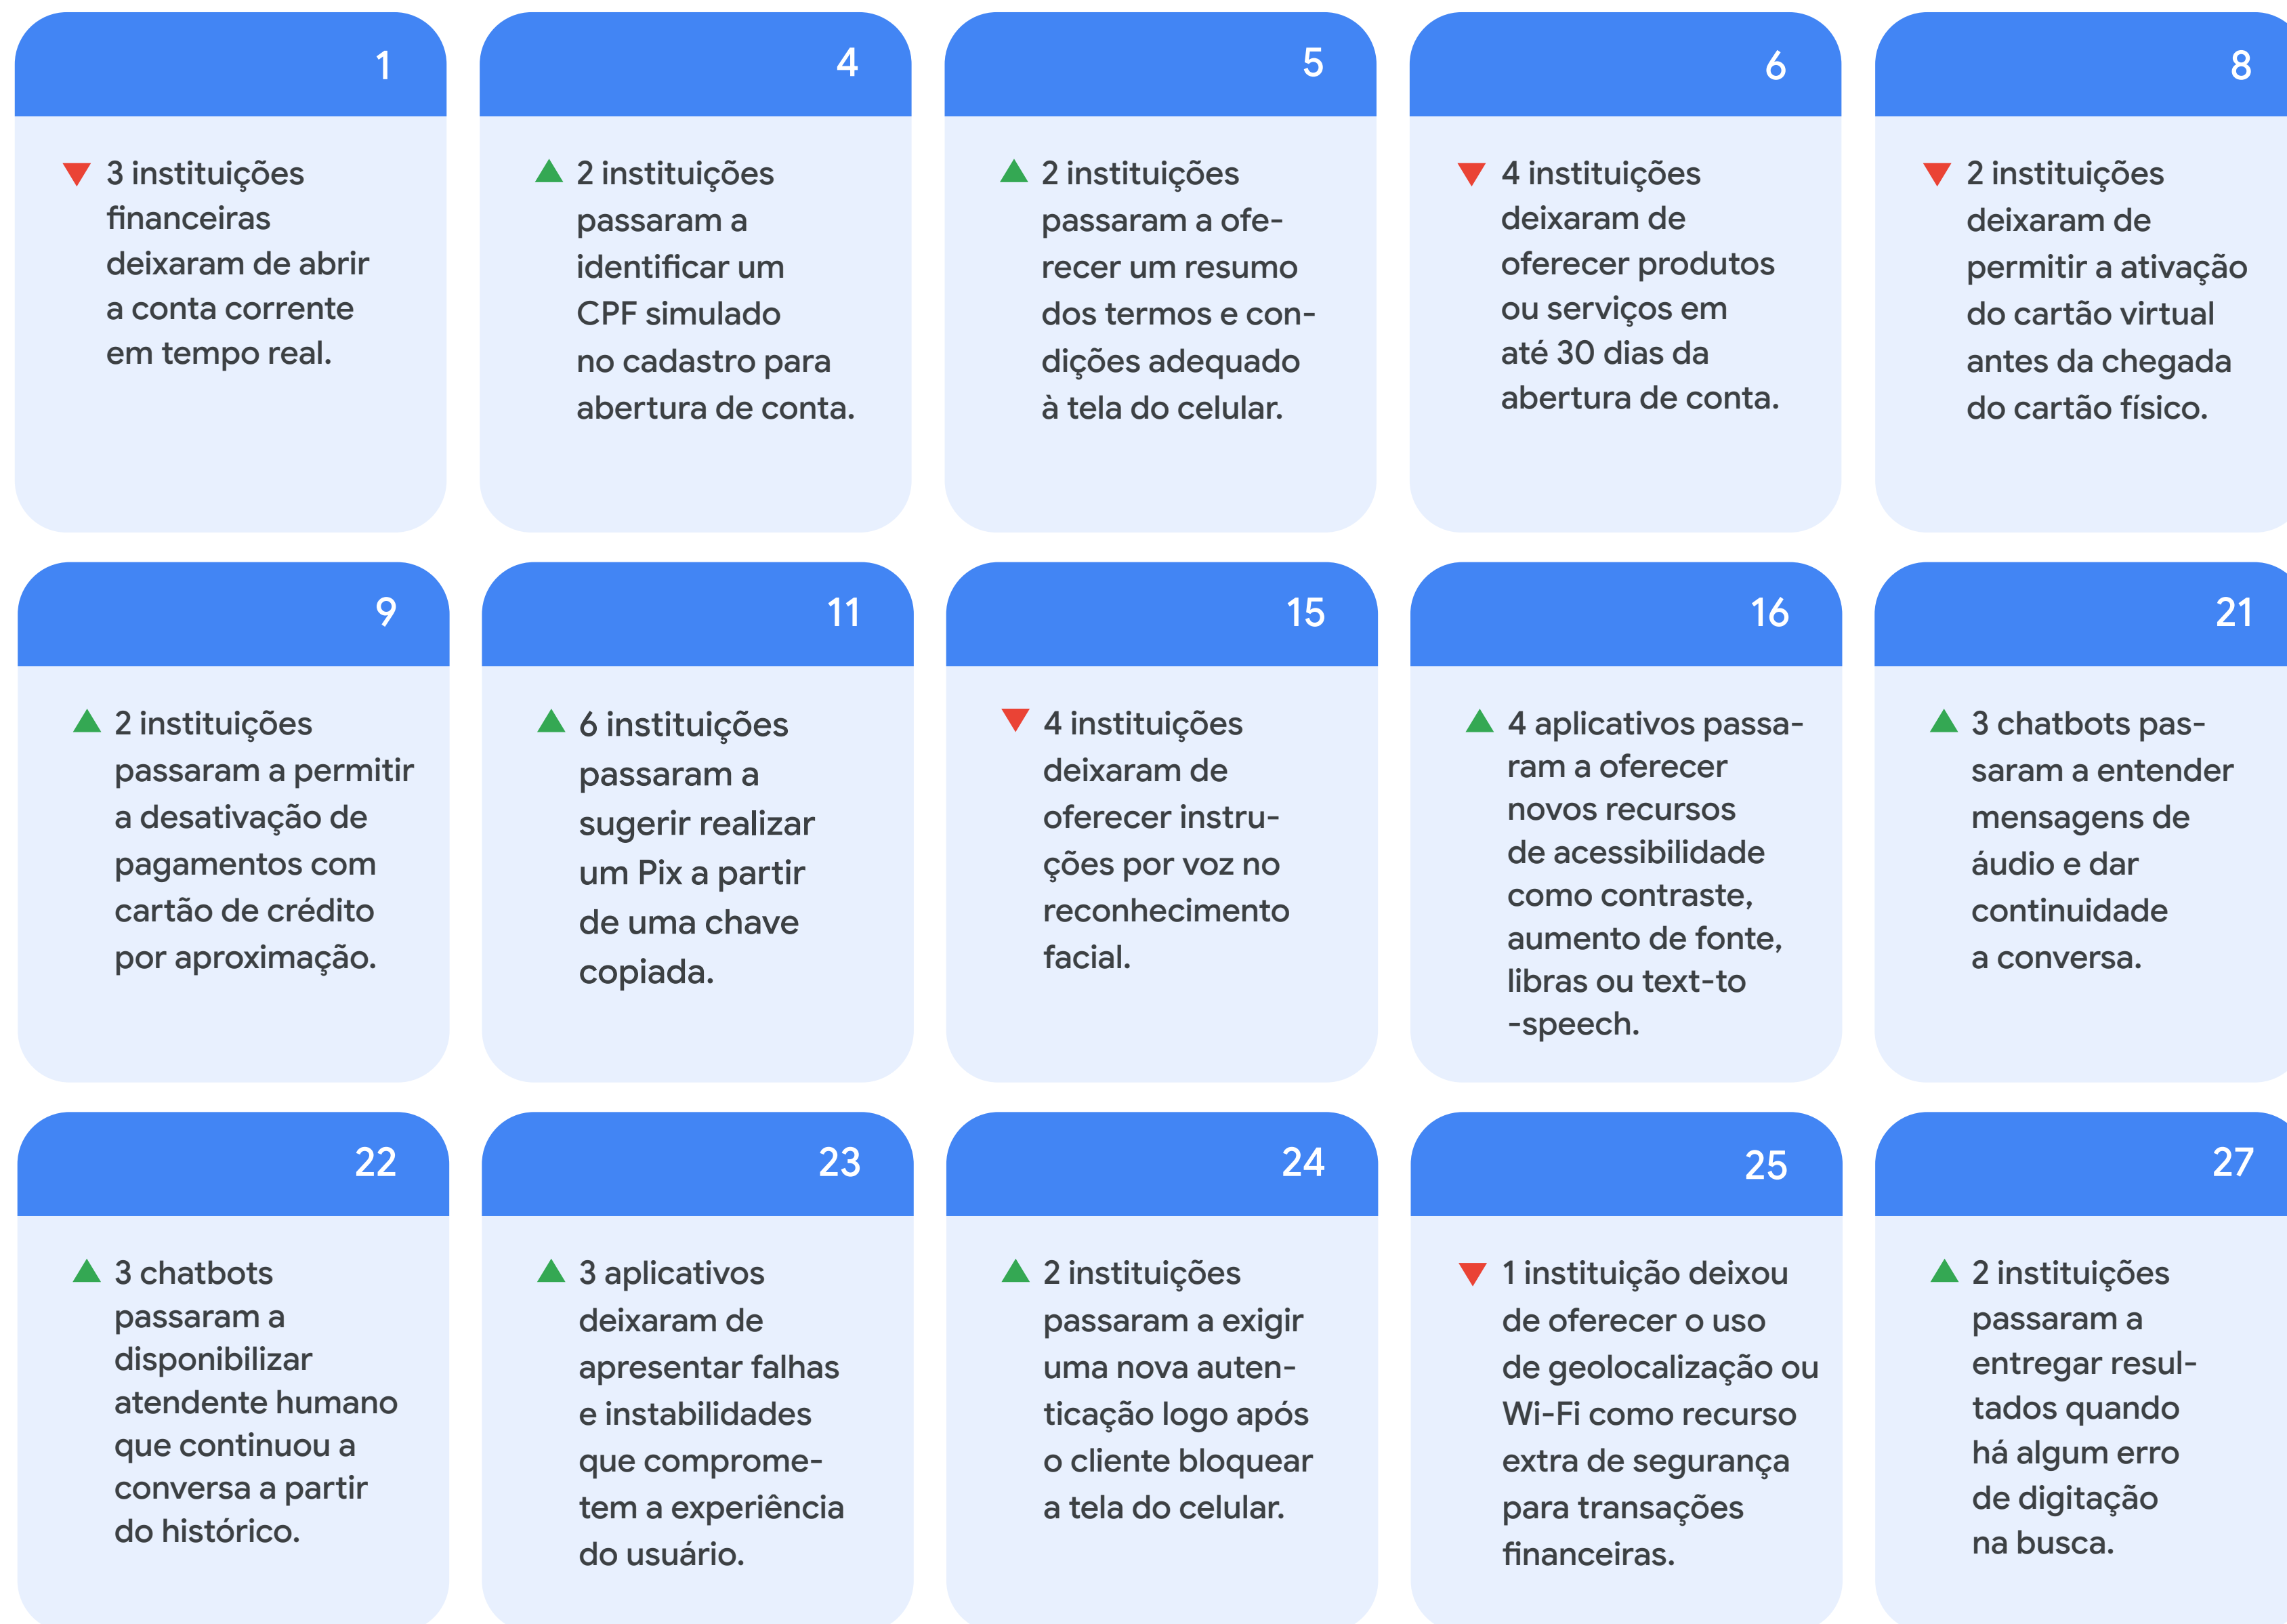 1
3 instituições
financeiras
deixaram de abrir
a conta corrente
em tempo real.
4
2 instituições
passaram a
identificar um
CPF simulado
no cadastro para
abertura de conta.
5
2 instituições
passaram a ofe-
recer um resumo
dos termos e con-
dições adequado
à tela do celular.
6
4 instituições
deixaram de
oferecer produtos
ou serviços em
até 30 dias da
abertura de conta.
8
2 instituições
deixaram de
permitir a ativação
do cartão virtual
antes da chegada
do cartão físico.
9
2 instituições
passaram a permitir
a desativação de
pagamentos com
cartão de crédito
por aproximação.
11
6 instituições
passaram a
sugerir realizar
um Pix a partir
de uma chave
copiada.
15
4 instituições
deixaram de
oferecer instru-
ções por voz no
reconhecimento
facial.
16
4 aplicativos passa-
ram a oferecer
novos recursos
de acessibilidade
como contraste,
aumento de fonte,
libras ou text-to
-speech.
21
3 chatbots pas-
saram a entender
mensagens de
áudio e dar
continuidade
a conversa.
22
3 chatbots
passaram a
disponibilizar
atendente humano
que continuou a
conversa a partir
do histórico.
23
3 aplicativos
deixaram de
apresentar falhas
e instabilidades
que comprome-
tem a experiência
do usuário.
24
2 instituições
passaram a exigir
uma nova auten-
ticação logo após
o cliente bloquear
a tela do celular.
25
1 instituição deixou
de oferecer o uso
de geolocalização ou
Wi-Fi como recurso
extra de segurança
para transações
financeiras.
27
2 instituições
passaram a
entregar resul-
tados quando
há algum erro
de digitação
na busca.